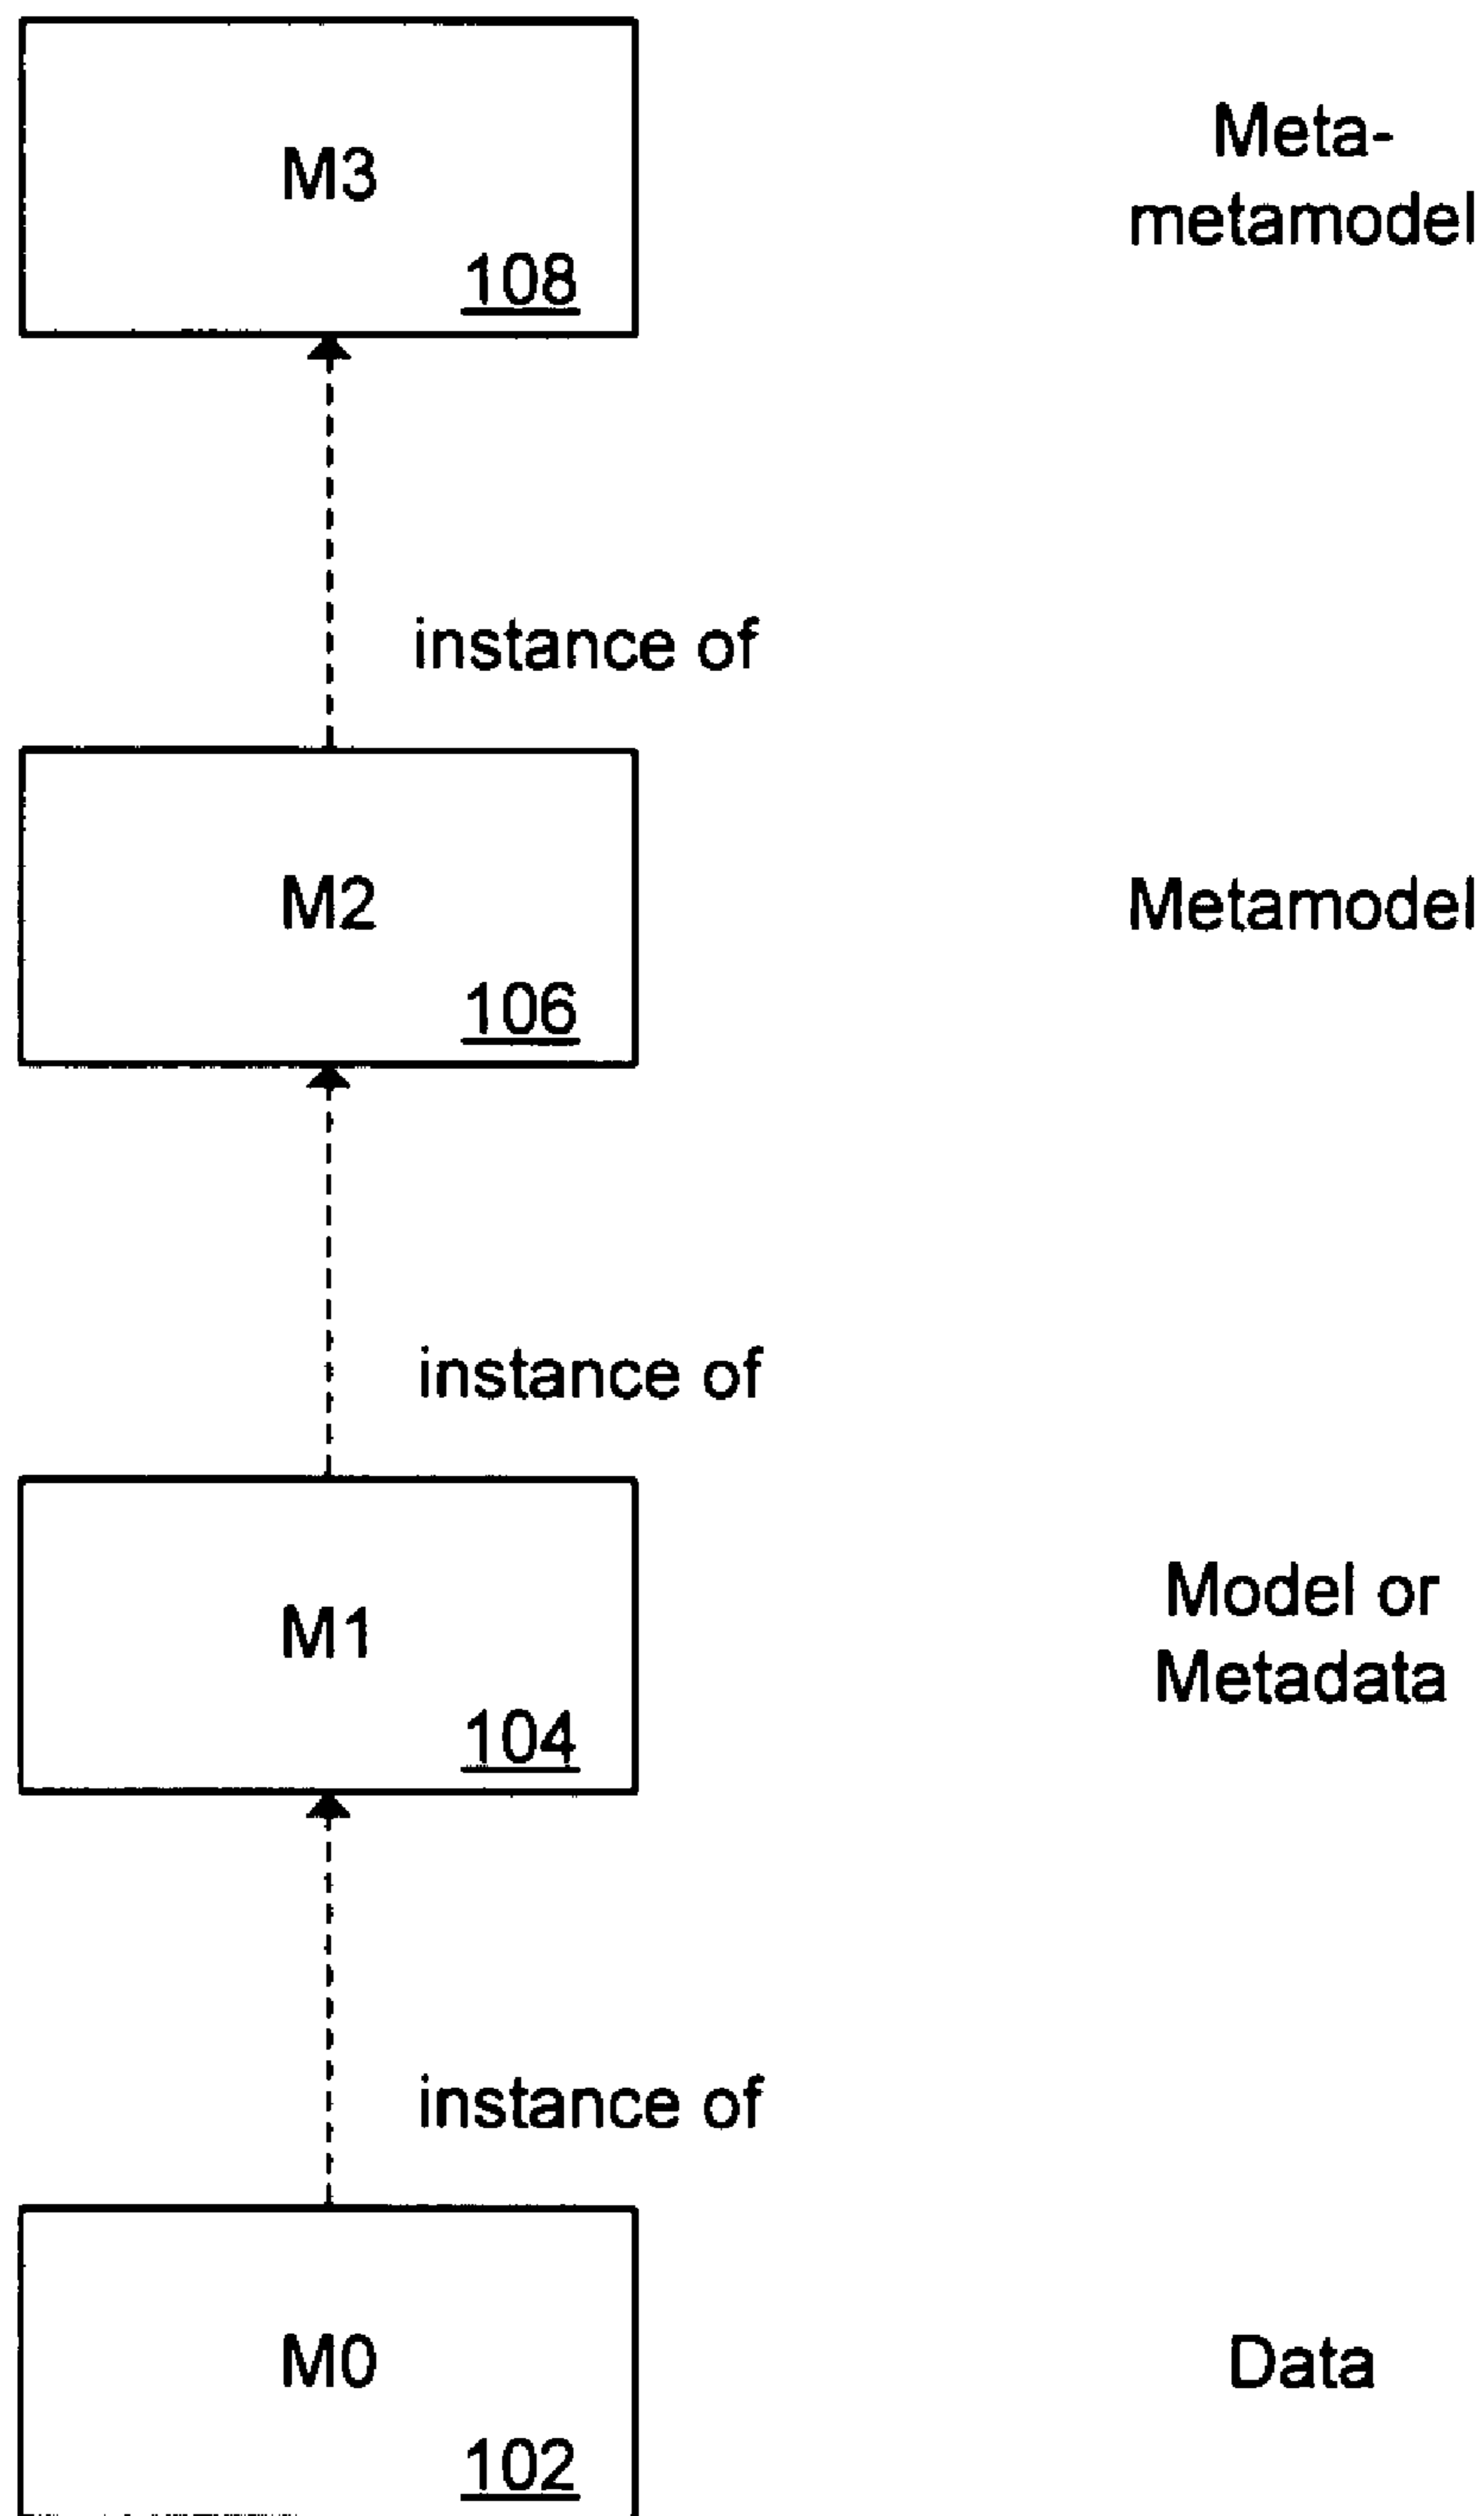 M3
Meta-
metamodel
108
instance of
M2
Metamodel
106
instance of
M1
Model or
Metadata
104
instance of
M0
Data
102